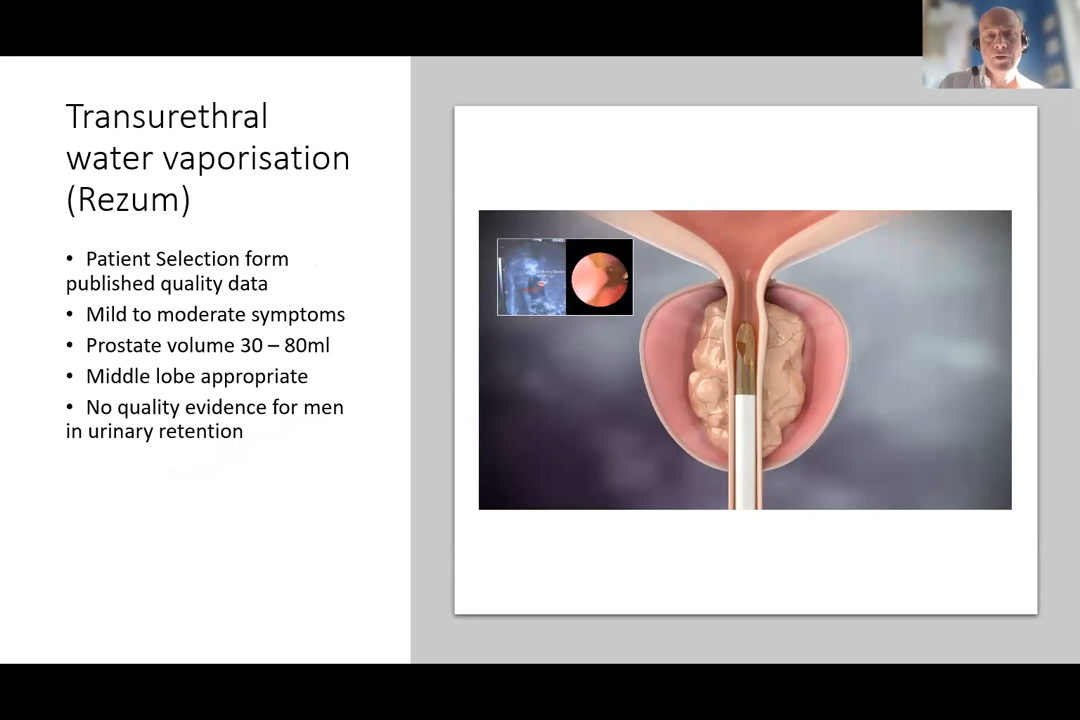 Transurethral
water vaporisation
(Rezum)
• Patient Selection form
published quality data
• Mild to moderate symptoms
• Prostate volume 30 – 80ml
• Middle lobe appropriate
• No quality evidence for men
in urinary retention